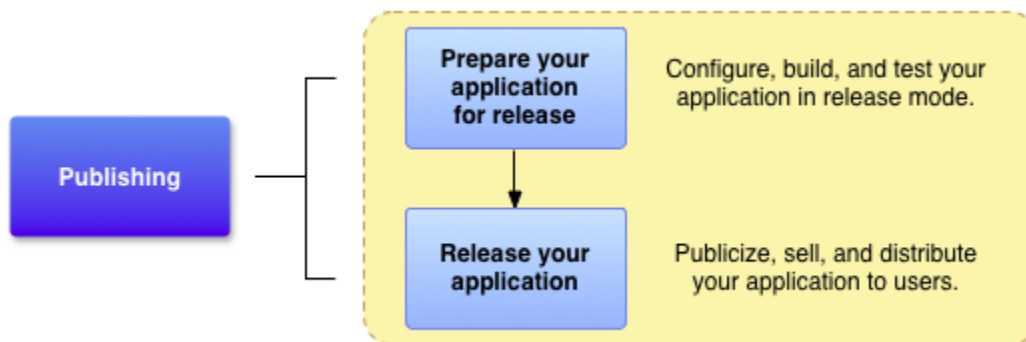 Publishing
Prepare your
application
for release
Configure, build, and test your
application in release mode.
Release your
application
Publicize, sell, and distribute
your application to users.